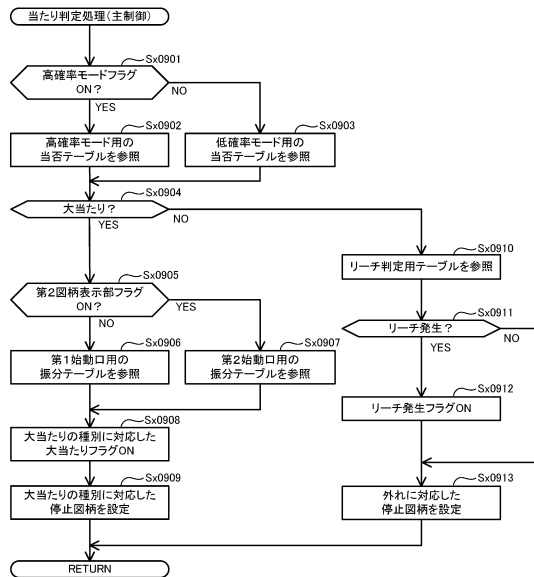 当たり判定処理(主制御)
Sx0901
高確率モードフラグ
ON?
NO
YES
Sx0902
高確率モード用の
当否テーブルを参照
Sx0903
低確率モード用の
当否テーブルを参照
Sx0904
大当たり?
NO
YES
Sx0905
第2図柄表示部フラグ
ON?
YES
NO
Sx0906
第1始動口用の
振分テーブルを参照
Sx0907
第2始動口用の
振分テーブルを参照
Sx0908
大当たりの種別に対応した
大当たりフラグON
Sx0909
大当たりの種別に対応した
停止図柄を設定
Sx0910
リーチ判定用テーブルを参照
Sx0911
リーチ発生?
NO
YES
Sx0912
リーチ発生フラグON
Sx0913
外れに対応した
停止図柄を設定
RETURN